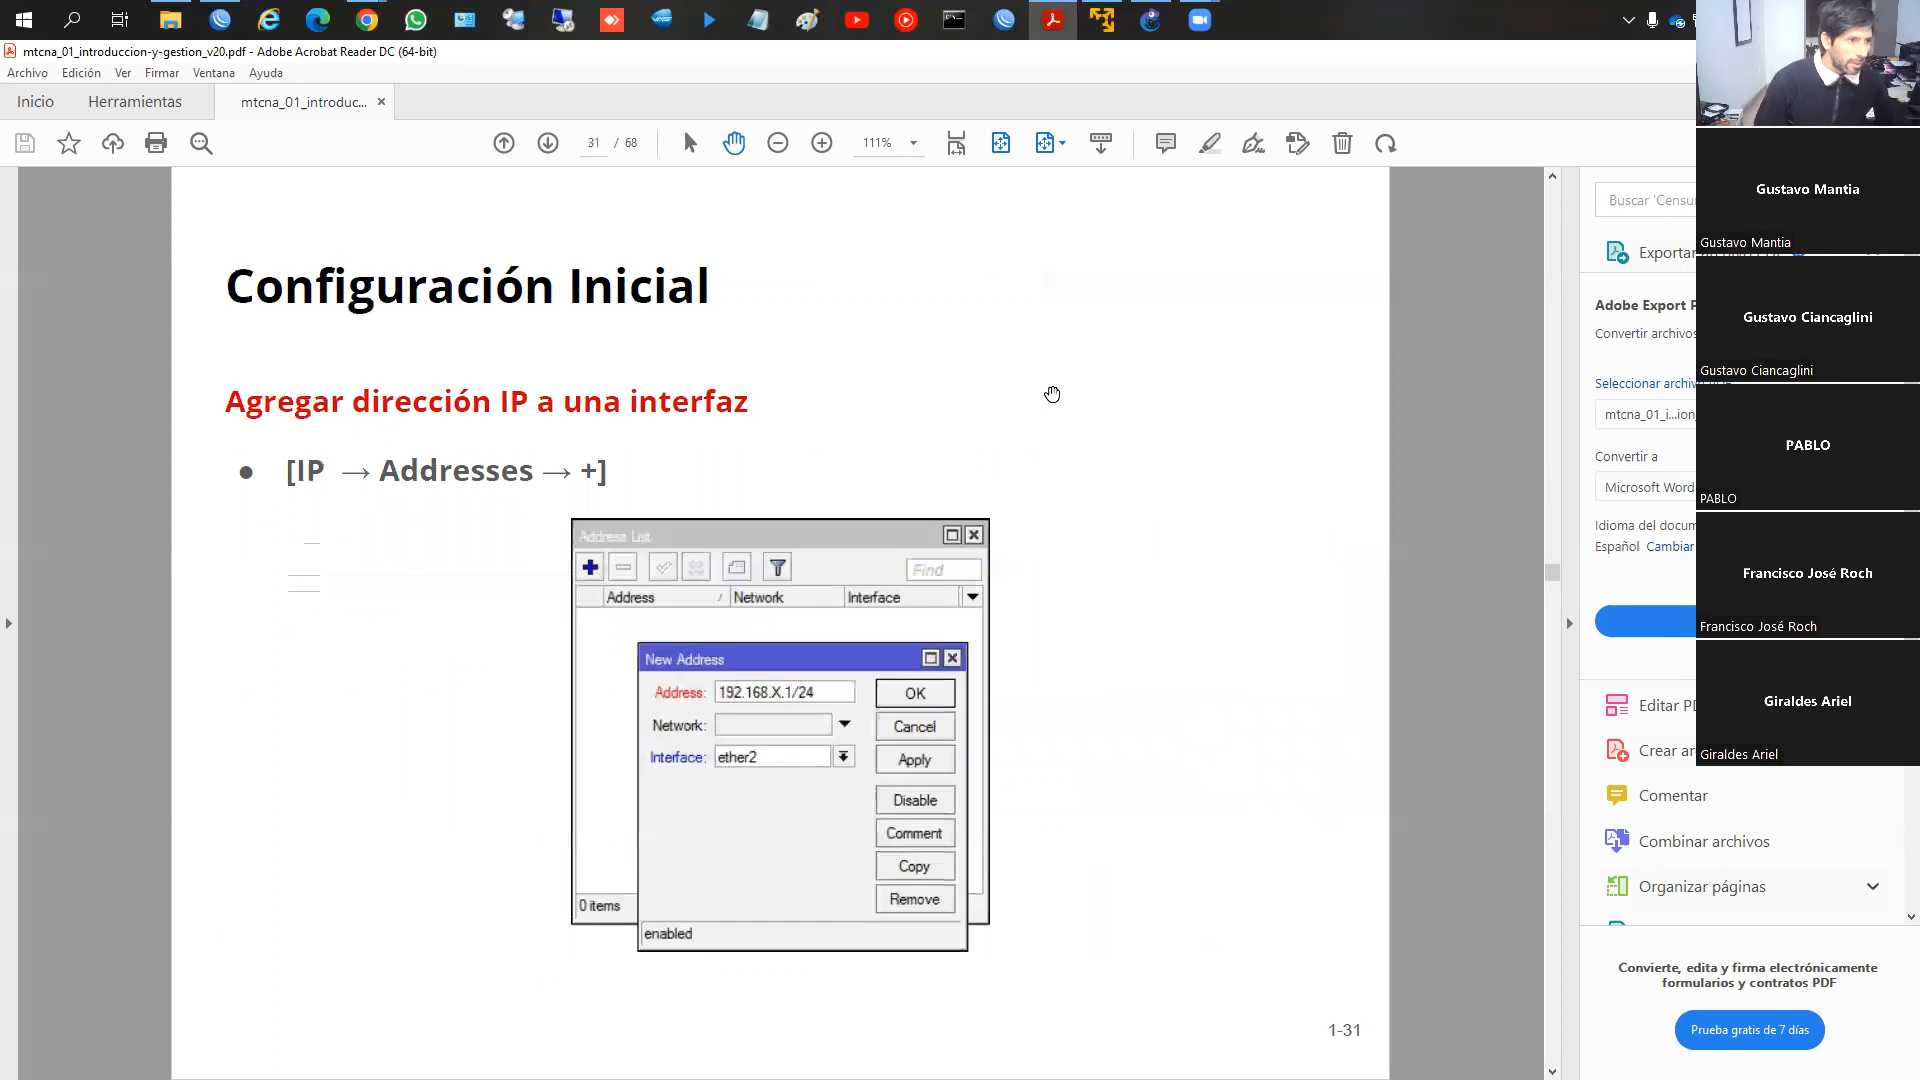 mtcna_01_introduccion-y-gestion_v20.pdf - Adobe Acrobat Reader DC (64-bit)
Archivo Edición Ver Firmar Ventana Ayuda
Inicio Herramientas mtcna_01_introduc...
31 / 68 111%
Configuración Inicial
Agregar dirección IP a una interfaz
[IP → Addresses → +]
Address List
Find
Address / Network Interface
New Address
Address: 192.168.X.1/24 OK
Network: Cancel
Interface: ether2 Apply
Disable
Comment
Copy
Remove
0 items
enabled
1-31
Buscar 'Censu
Exportar
Adobe Export P
Convertir archivos
Seleccionar archiv
mtcna_01_i...ion
Convertir a
Microsoft Word
Idioma del docum
Español Cambiar
Editar PD
Crear ar
Comentar
Combinar archivos
Organizar páginas
Convierte, edita y firma electrónicamente
formularios y contratos PDF
Prueba gratis de 7 días
Gustavo Mantia
Gustavo Mantia
Gustavo Ciancaglini
Gustavo Ciancaglini
PABLO
PABLO
Francisco José Roch
Francisco José Roch
Giraldes Ariel
Giraldes Ariel